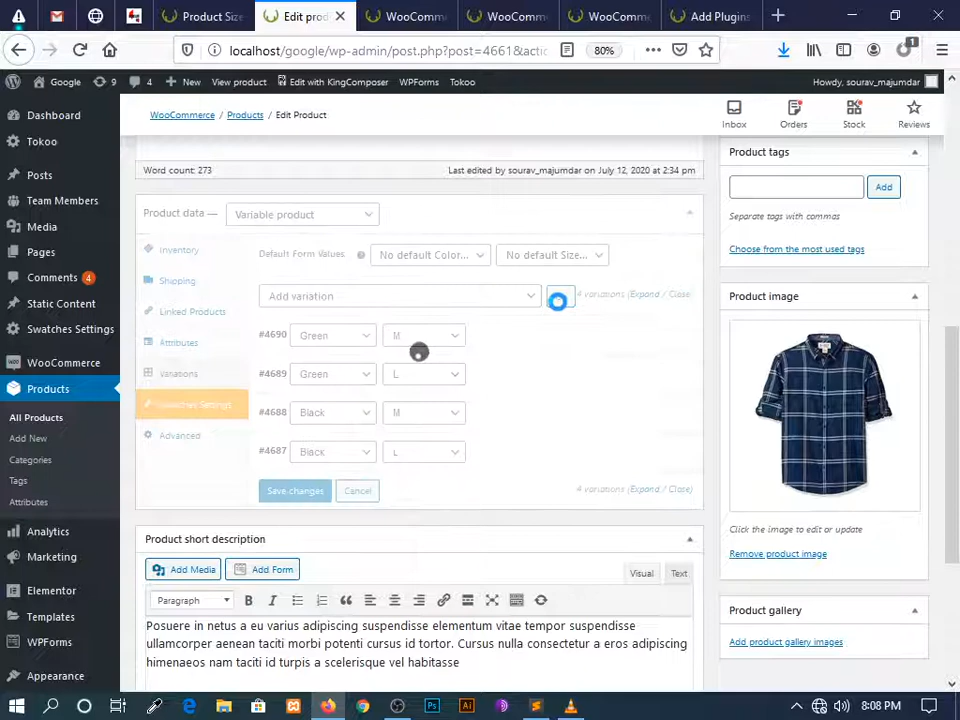 Product Size
Edit prod
WooComme
WooComme
WooComme
Add Plugins
localhost/google/wp-admin/post.php?post=4661&actic
80%
1
Google
9
4
New
View product
Edit with KingComposer
WPForms
Tokoo
Howdy, sourav_majumdar
Dashboard
Tokoo
Posts
Team Members
Media
Pages
Comments 4
Static Content
Swatches Settings
WooCommerce
Products
All Products
Add New
Categories
Tags
Attributes
Analytics
Marketing
Elementor
Templates
WPForms
Appearance
WooCommerce / Products / Edit Product
Inbox
Orders
Stock
Reviews
Word count: 273
Last edited by sourav_majumdar on July 12, 2020 at 2:34 pm
Product data —
Variable product
Inventory
Shipping
Linked Products
Attributes
Variations
Swatches Settings
Advanced
Default Form Values:
No default Color...
No default Size...
Add variation
4 variations (Expand / Close)
#4690 Green M
#4689 Green L
#4688 Black M
#4687 Black L
Save changes
Cancel
4 variations (Expand / Close)
Product short description
Add Media
Add Form
Visual
Text
Paragraph
B
I
Posuere in netus a eu varius adipiscing suspendisse elementum vitae tempor suspendisse
ullamcorper aenean taciti morbi potenti cursus id tortor. Cursus nulla consectetur a eros adipiscing
himenaeos nam taciti id turpis a scelerisque vel habitasse
Product tags
Add
Separate tags with commas
Choose from the most used tags
Product image
Click the image to edit or update
Remove product image
Product gallery
Add product gallery images
Ps
Ai
8:08 PM